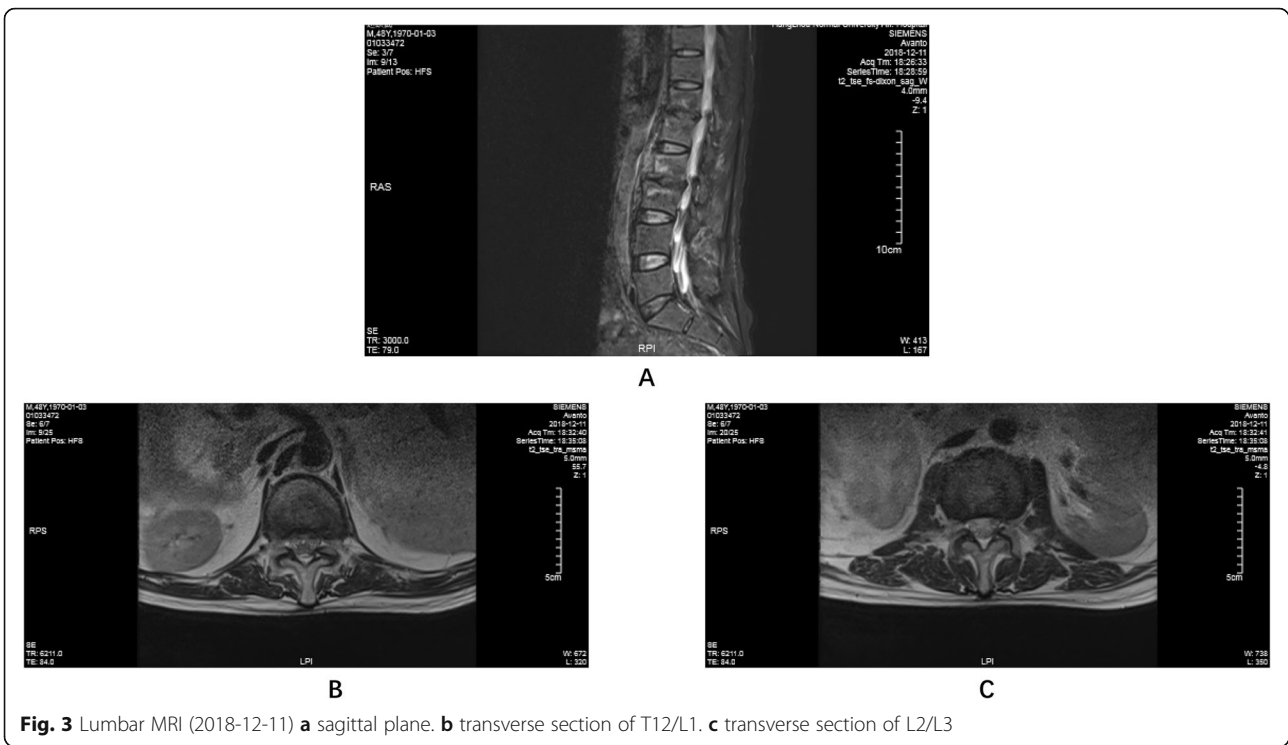 M,48Y,1970-01-03
01033472
Se: 3/7
Im: 9/13
Patient Pos: HFS
Hangzhou Normal University Aff. Hospital
SIEMENS
Avanto
2018-12-11
Acq Tm: 18:26:33
SeriesTime: 18:28:59
t2_tse_fs-dixon_sag_W
4.0mm
-9.4
Z: 1
RAS
10cm
SE
TR: 3000.0
TE: 79.0
RPI
W: 413
L: 167
A
M,48Y,1970-01-03
01033472
Se: 6/7
Im: 9/25
Patient Pos: HFS
SIEMENS
Avanto
2018-12-11
Acq Tm: 18:32:40
SeriesTime: 18:35:08
t2_tse_tra_msma
5.0mm
55.7
Z: 1
RPS
5cm
SE
TR: 6211.0
TE: 84.0
LPI
W: 672
L: 320
B
M,48Y,1970-01-03
01033472
Se: 6/7
Im: 20/25
Patient Pos: HFS
SIEMENS
Avanto
2018-12-11
Acq Tm: 18:32:41
SeriesTime: 18:35:08
t2_tse_tra_msma
5.0mm
-4.8
Z: 1
RPS
5cm
SE
TR: 6211.0
TE: 84.0
LPI
W: 738
L: 350
C
Fig. 3 Lumbar MRI (2018-12-11) a sagittal plane. b transverse section of T12/L1. c transverse section of L2/L3